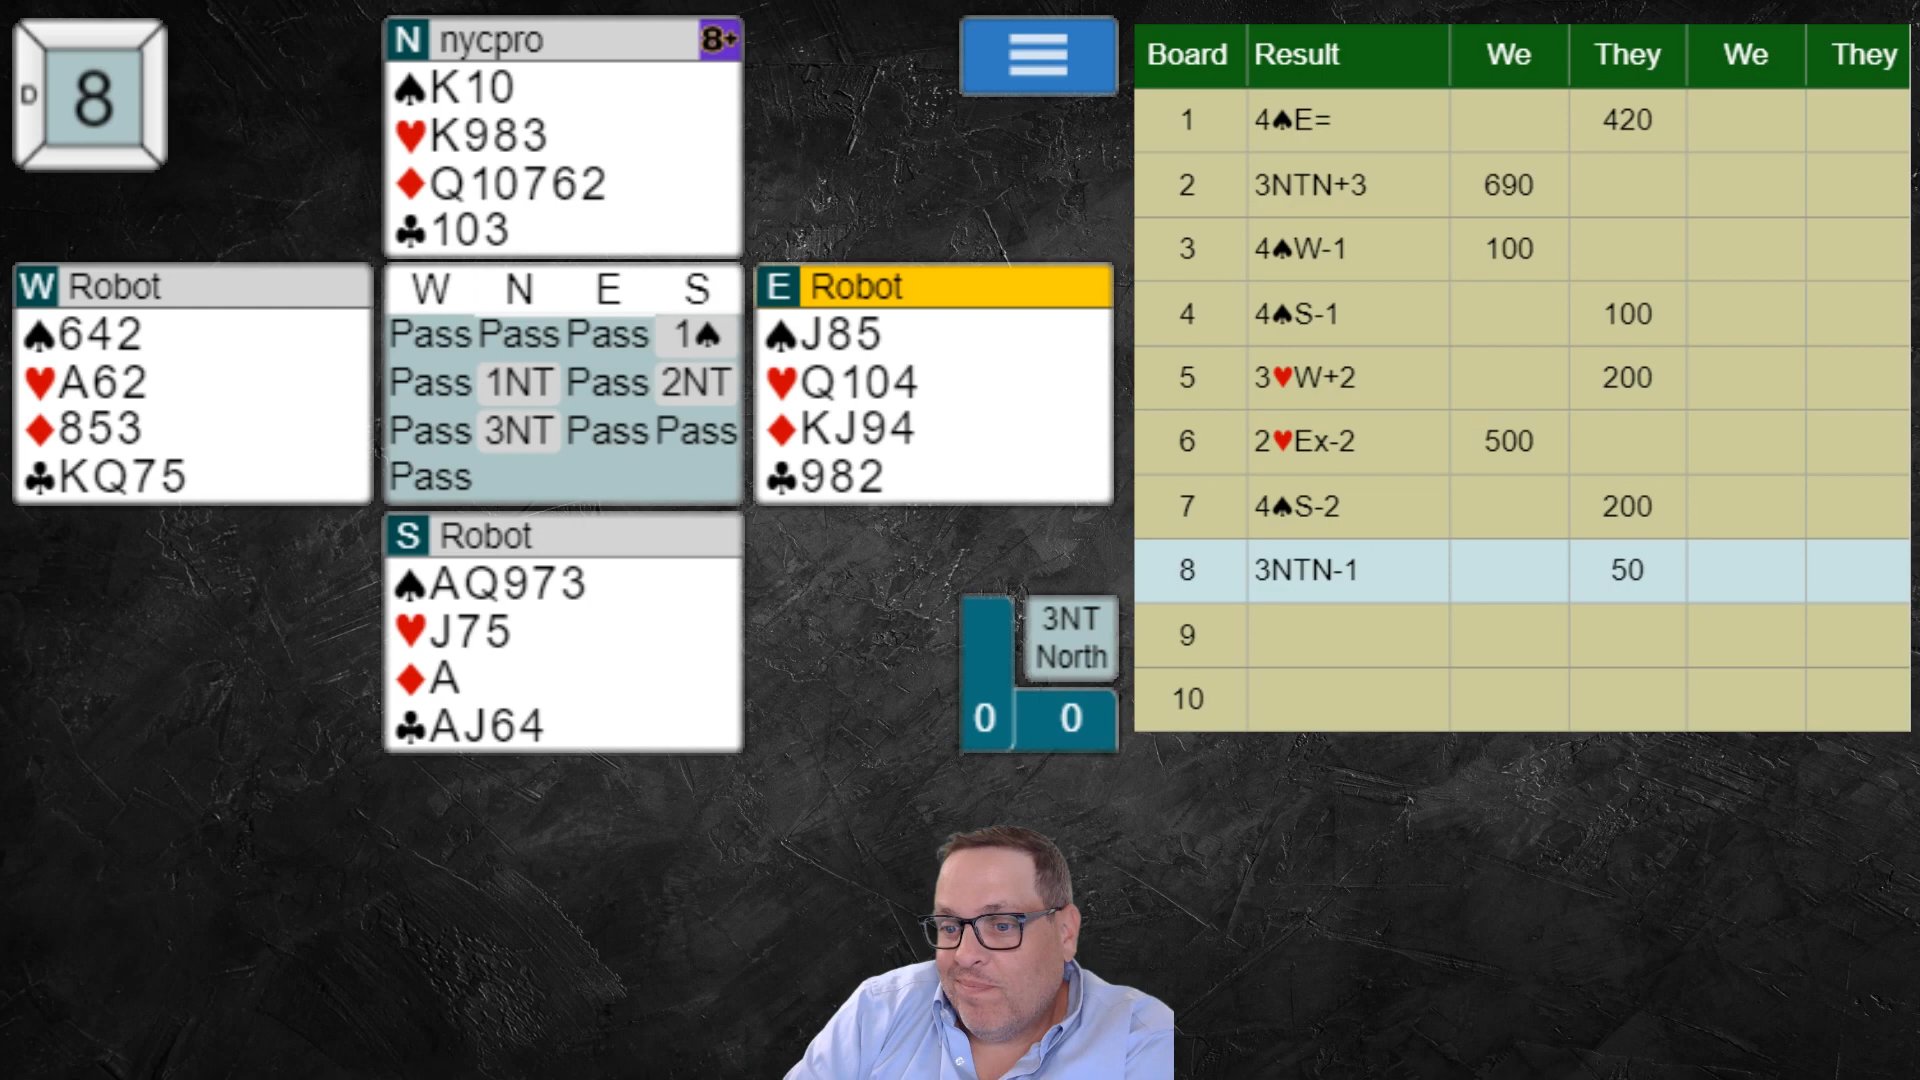 D 8
N nycpro 8+
♠K10
♥K983
♦Q10762
♣103
W Robot
♠642
♥A62
♦853
♣KQ75
W N E S
Pass Pass Pass 1♠
Pass 1NT Pass 2NT
Pass 3NT Pass Pass
Pass
E Robot
♠J85
♥Q104
♦KJ94
♣982
S Robot
♠AQ973
♥J75
♦A
♣AJ64
3NT
North
0 0
Board Result We They We They
1 4♠E= 420
2 3NTN+3 690
3 4♠W-1 100
4 4♠S-1 100
5 3♥W+2 200
6 2♥Ex-2 500
7 4♠S-2 200
8 3NTN-1 50
9
10